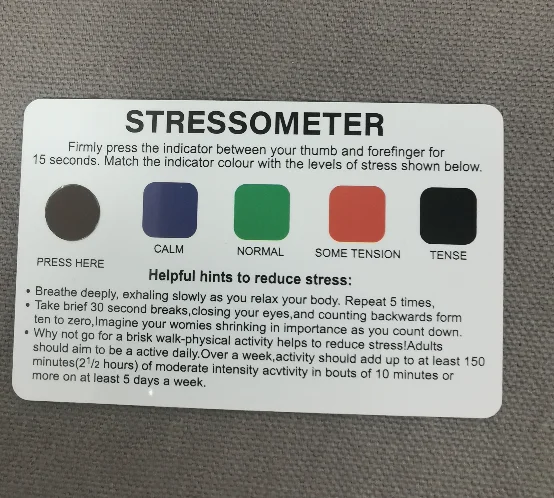 STRESSOMETER
Firmly press the indicator between your thumb and forefinger for
15 seconds. Match the indicator colour with the levels of stress shown below.
PRESS HERE
CALM
NORMAL
SOME TENSION
TENSE
Helpful hints to reduce stress:
• Breathe deeply, exhaling slowly as you relax your body. Repeat 5 times,
• Take brief 30 second breaks,closing your eyes,and counting backwards form
ten to zero,Imagine your womies shrinking in importance as you count down.
• Why not go for a brisk walk-physical activity helps to reduce stress!Adults
should aim to be a active daily.Over a week,activity should add up to at least 150
minutes(2½ hours) of moderate intensity acvtivity in bouts of 10 minutes or
more on at least 5 days a week.